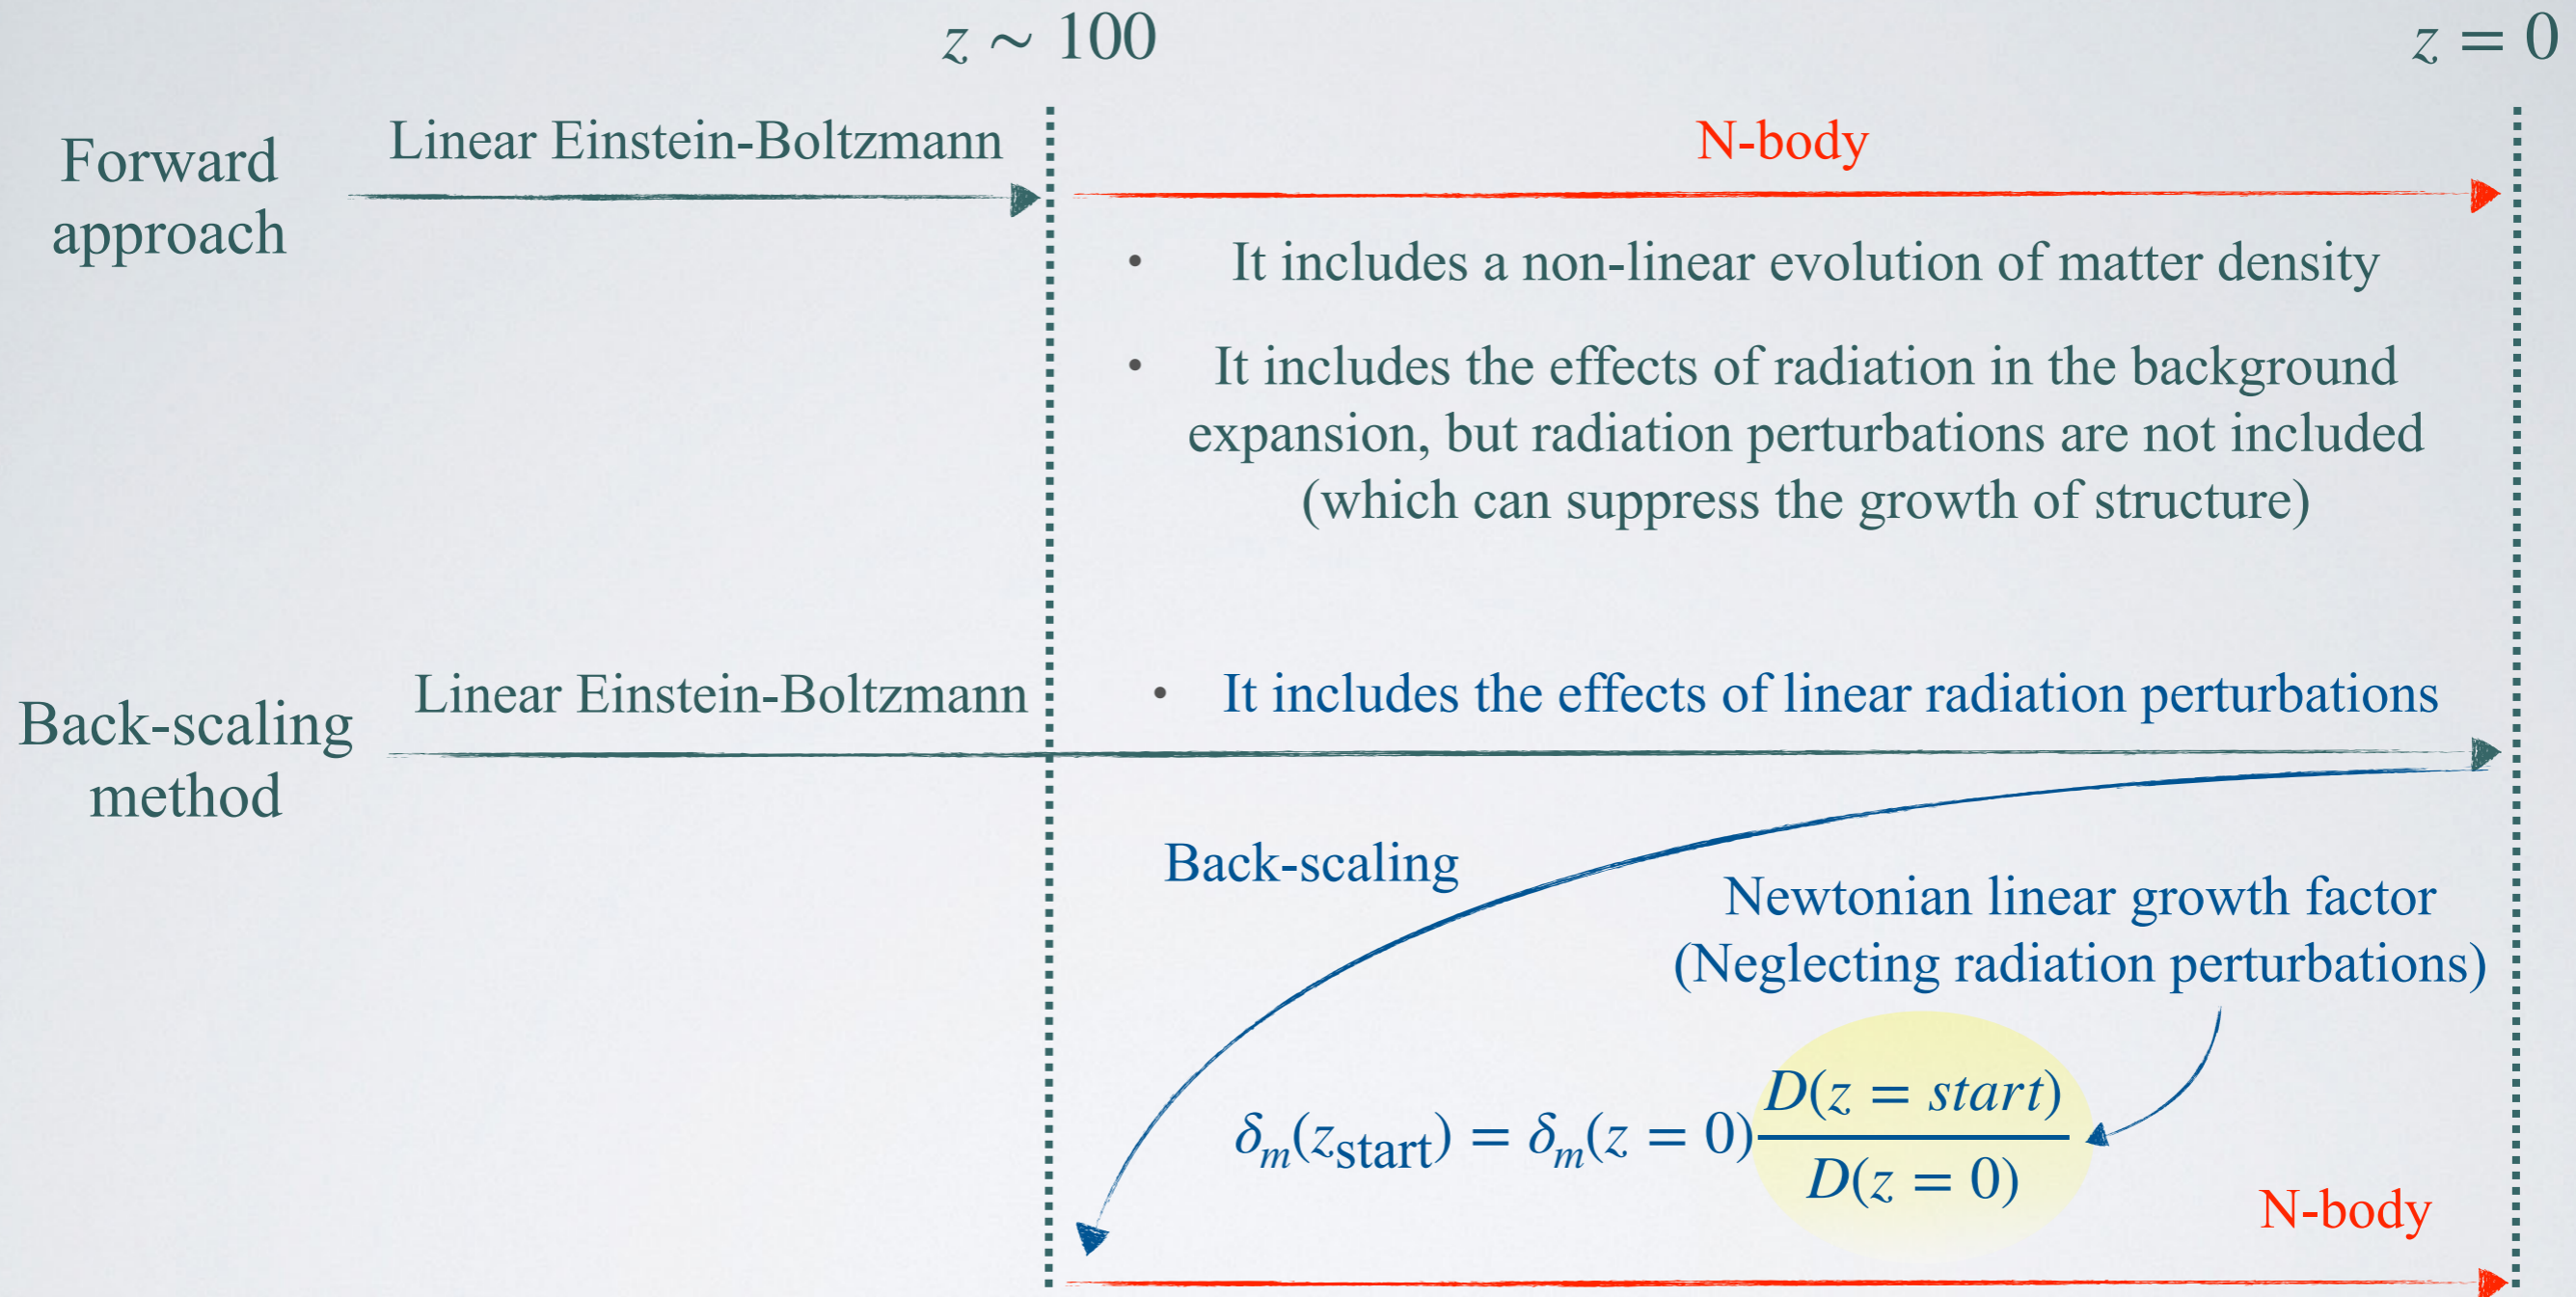 z ∼ 100
z = 0
Forward
approach
Linear Einstein-Boltzmann
N-body
• It includes a non-linear evolution of matter density
• It includes the effects of radiation in the background
expansion, but radiation perturbations are not included
(which can suppress the growth of structure)
Back-scaling
method
Linear Einstein-Boltzmann
• It includes the effects of linear radiation perturbations
Back-scaling
Newtonian linear growth factor
(Neglecting radiation perturbations)
δₘ(z_start) = δₘ(z = 0) D(z = start) / D(z = 0)
N-body